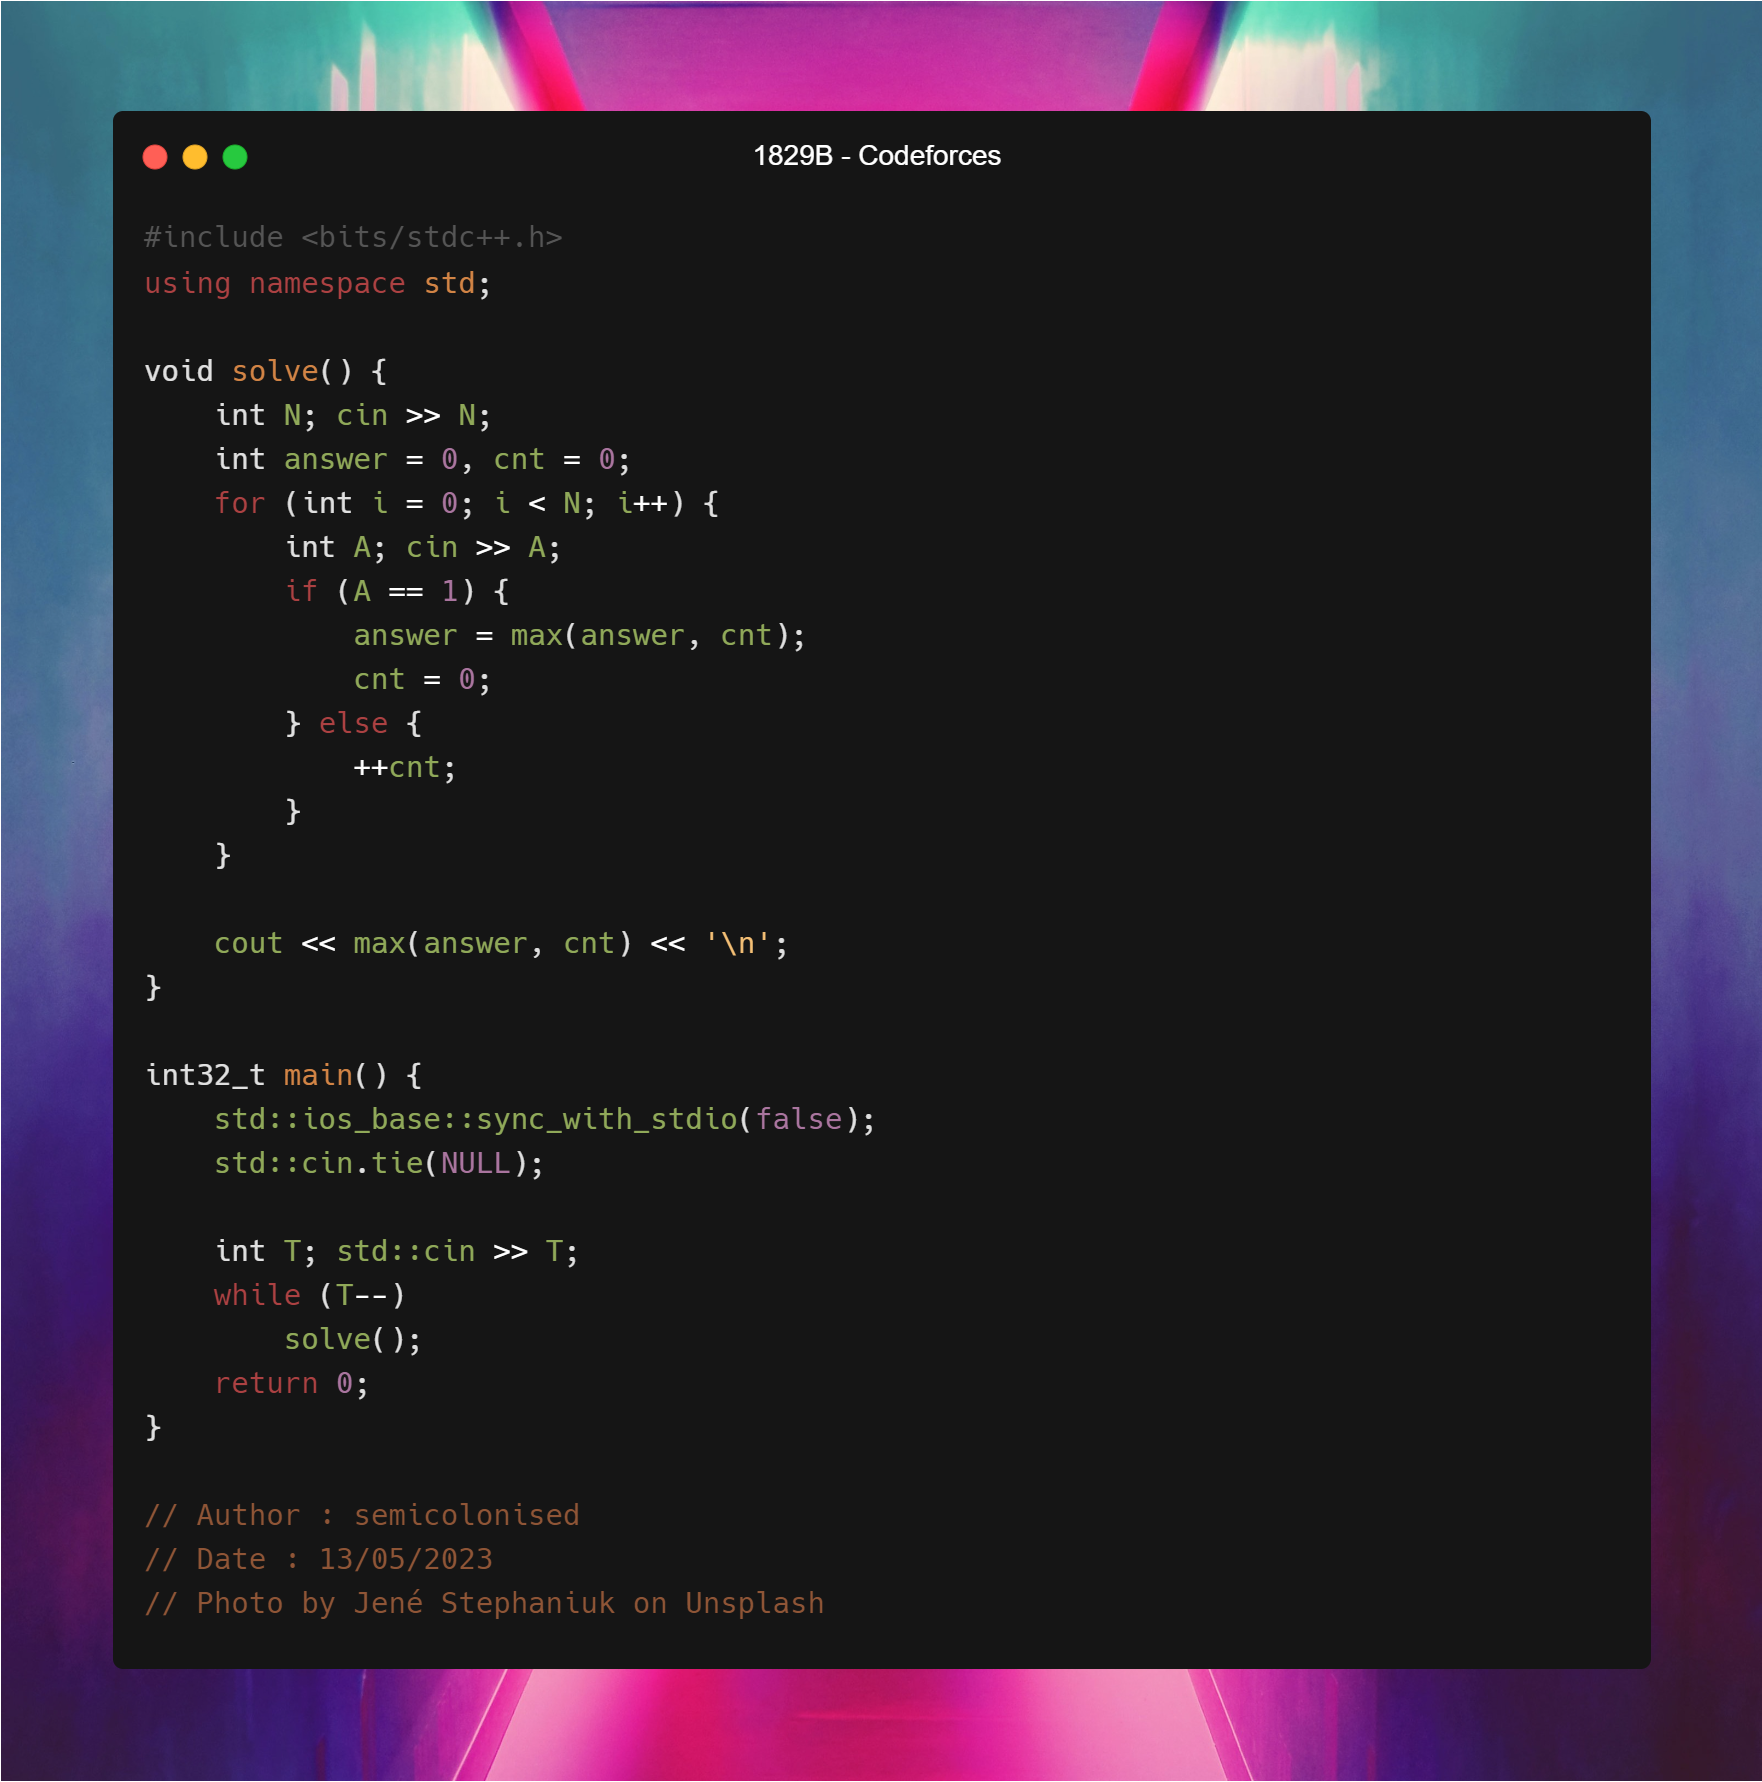 1829B - Codeforces
#include <bits/stdc++.h>
using namespace std;

void solve() {
    int N; cin >> N;
    int answer = 0, cnt = 0;
    for (int i = 0; i < N; i++) {
        int A; cin >> A;
        if (A == 1) {
            answer = max(answer, cnt);
            cnt = 0;
        } else {
            ++cnt;
        }
    }

    cout << max(answer, cnt) << '\n';
}

int32_t main() {
    std::ios_base::sync_with_stdio(false);
    std::cin.tie(NULL);

    int T; std::cin >> T;
    while (T--)
        solve();
    return 0;
}

// Author : semicolonised
// Date : 13/05/2023
// Photo by Jené Stephaniuk on Unsplash